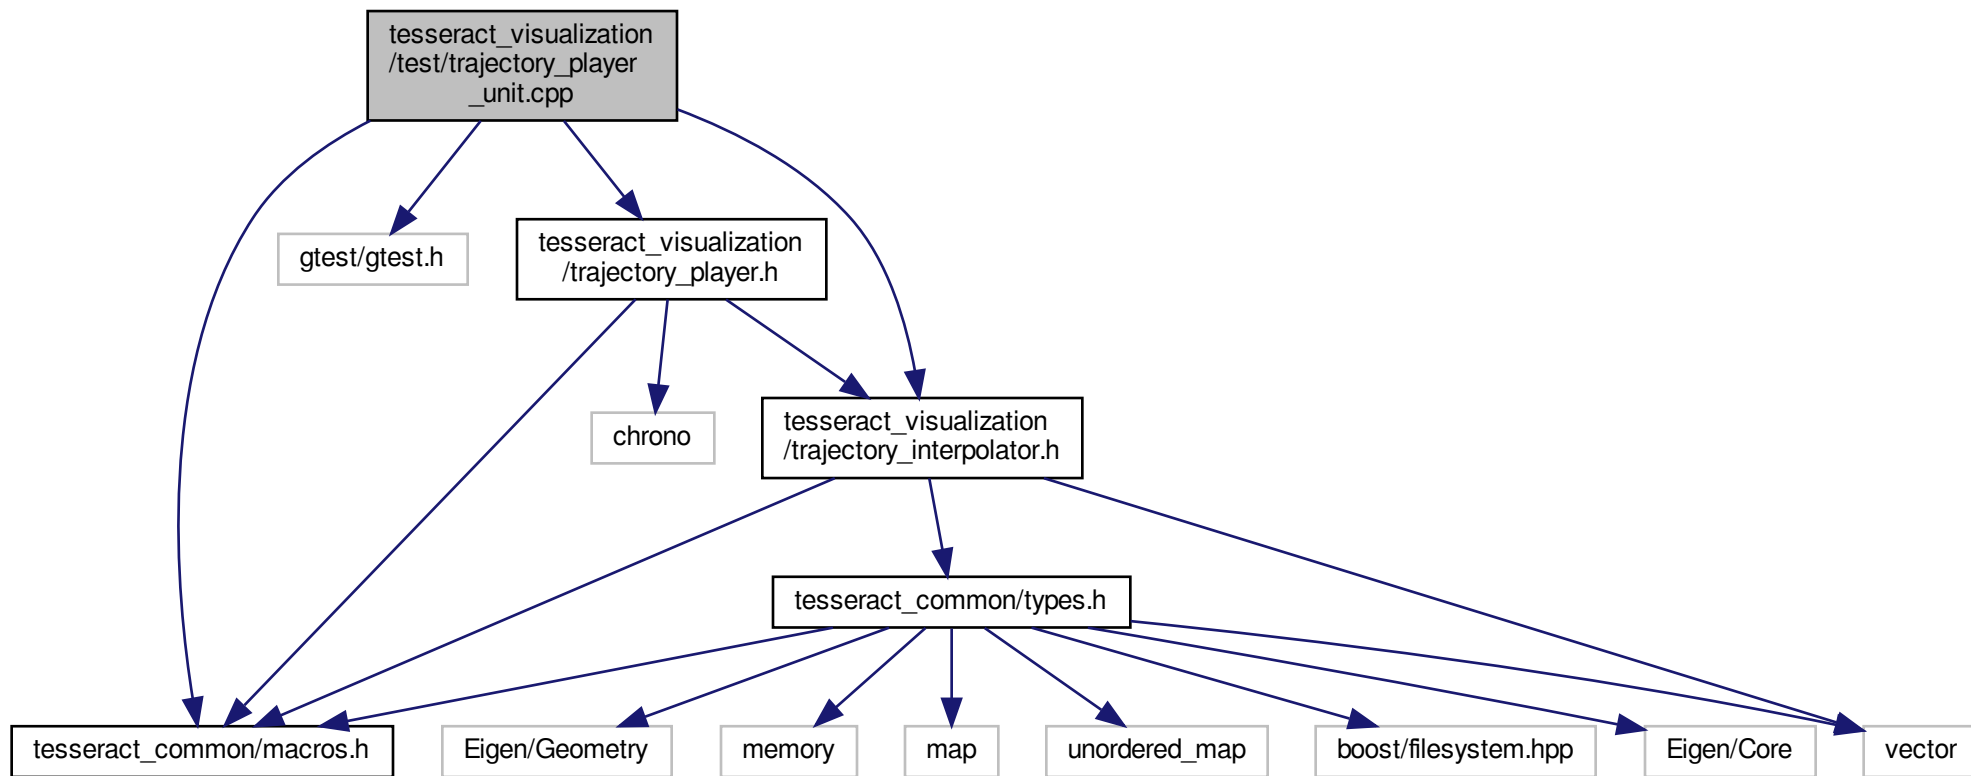 tesseract_visualization
/test/trajectory_player
_unit.cpp
gtest/gtest.h
tesseract_visualization
/trajectory_player.h
chrono
tesseract_visualization
/trajectory_interpolator.h
tesseract_common/types.h
tesseract_common/macros.h
Eigen/Geometry
memory
map
unordered_map
boost/filesystem.hpp
Eigen/Core
vector